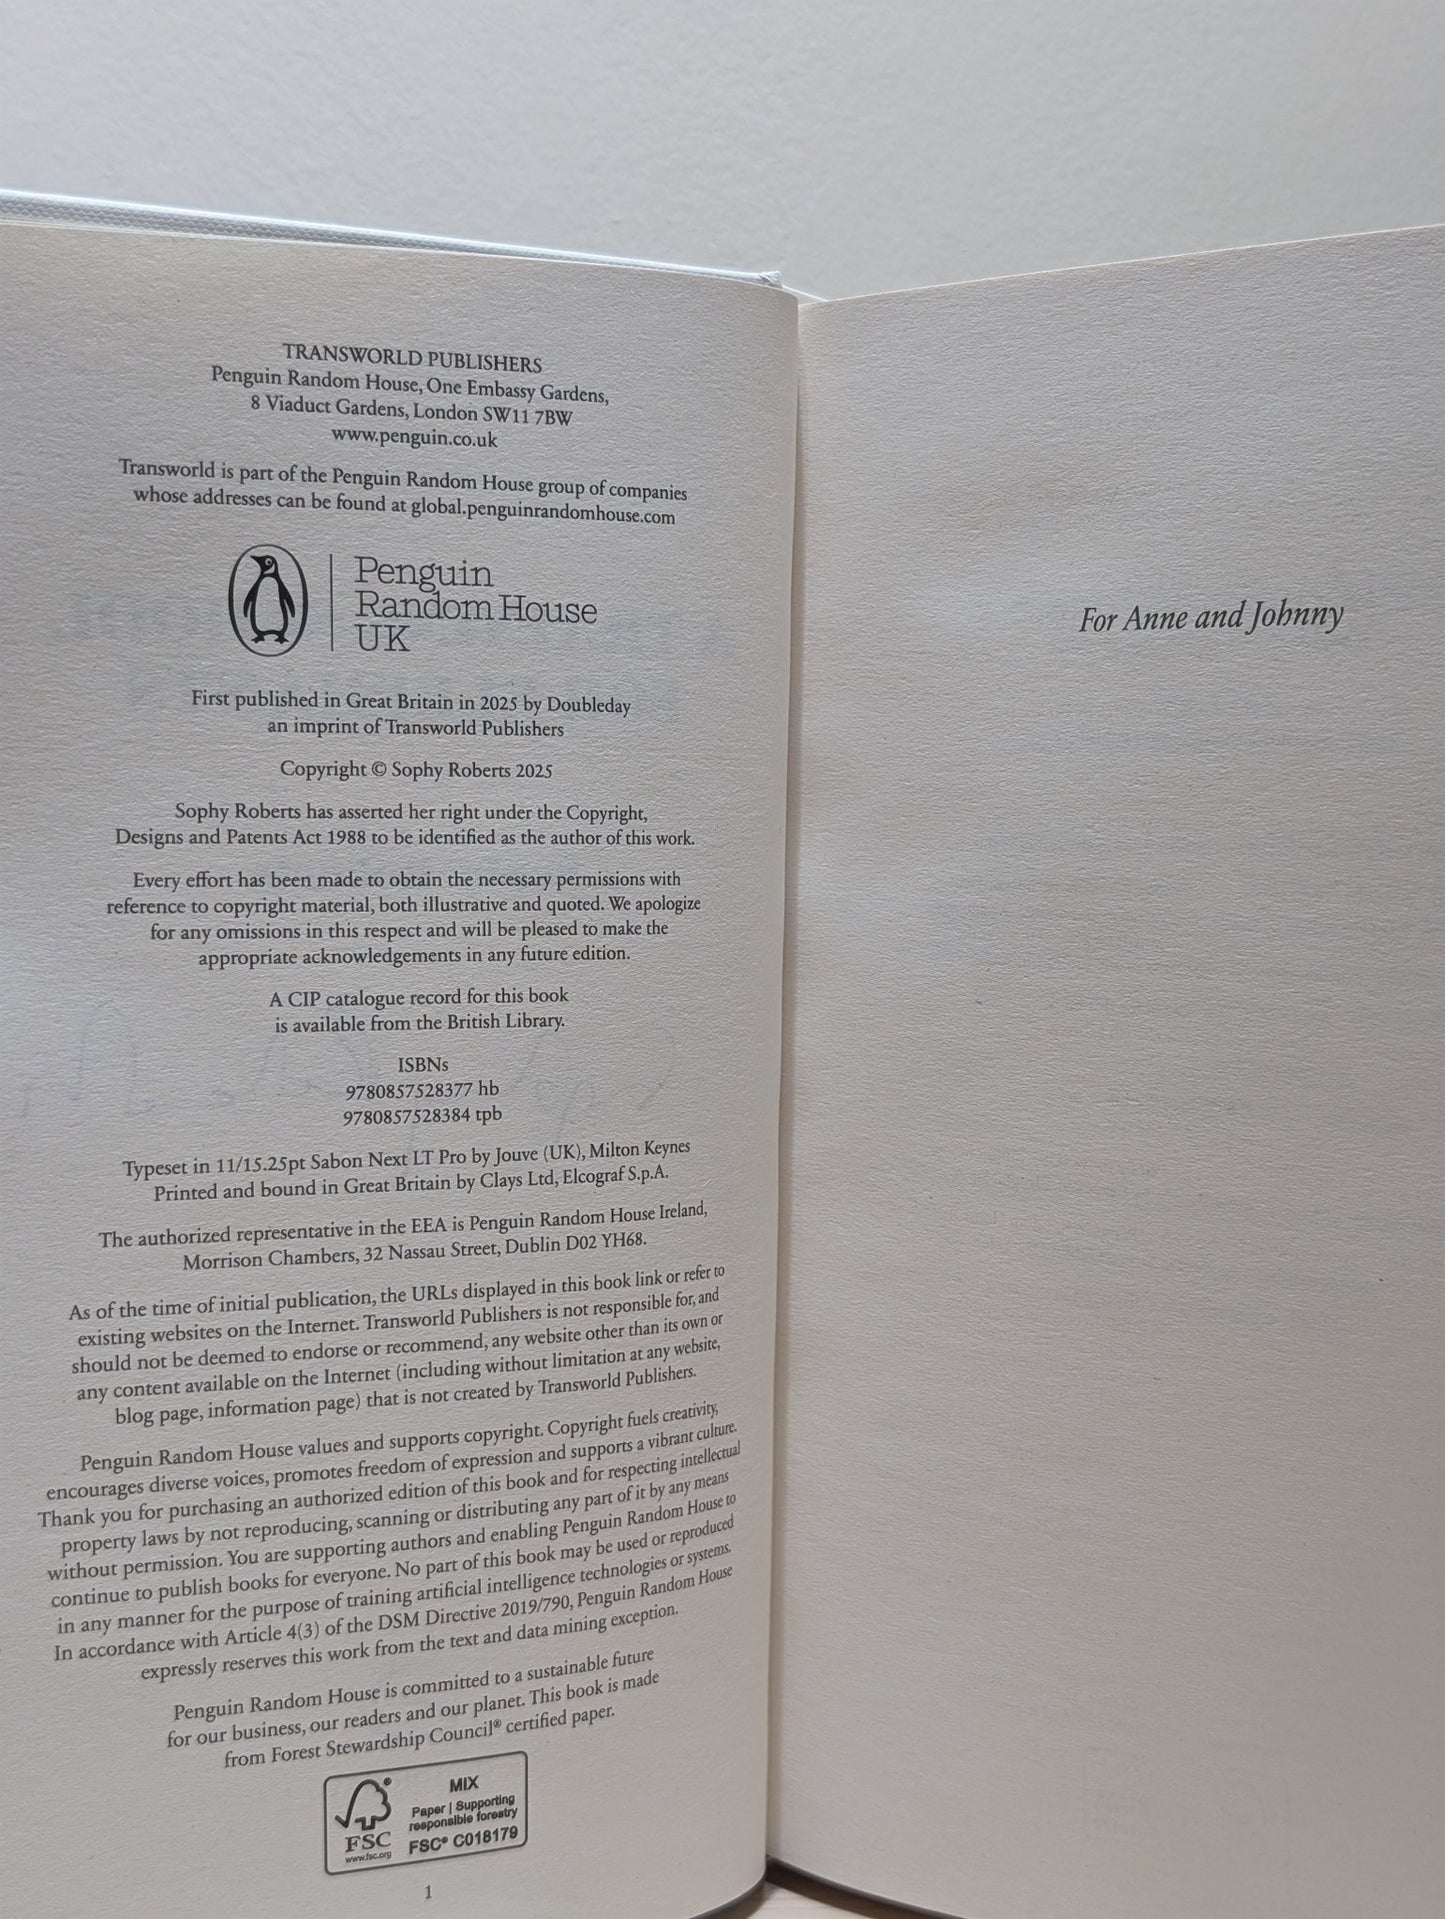 TRANSWORLD PUBLISHERS
Penguin Random House, One Embassy Gardens,
8 Viaduct Gardens, London SW11 7BW
www.penguin.co.uk
Transworld is part of the Penguin Random House group of companies
whose addresses can be found at global.penguinrandomhouse.com
Penguin
Random House
UK
First published in Great Britain in 2025 by Doubleday
an imprint of Transworld Publishers
Copyright © Sophy Roberts 2025
Sophy Roberts has asserted her right under the Copyright,
Designs and Patents Act 1988 to be identified as the author of this work.
Every effort has been made to obtain the necessary permissions with
reference to copyright material, both illustrative and quoted. We apologize
for any omissions in this respect and will be pleased to make the
appropriate acknowledgements in any future edition.
A CIP catalogue record for this book
is available from the British Library.
ISBNs
9780857528377 hb
9780857528384 tpb
Typeset in 11/15.25pt Sabon Next LT Pro by Jouve (UK), Milton Keynes
Printed and bound in Great Britain by Clays Ltd, Elcograf S.p.A.
The authorized representative in the EEA is Penguin Random House Ireland,
Morrison Chambers, 32 Nassau Street, Dublin D02 YH68.
As of the time of initial publication, the URLs displayed in this book link or refer to
existing websites on the Internet. Transworld Publishers is not responsible for, and
should not be deemed to endorse or recommend, any website other than its own or
any content available on the Internet (including without limitation at any website,
blog page, information page) that is not created by Transworld Publishers.
Penguin Random House values and supports copyright. Copyright fuels creativity,
encourages diverse voices, promotes freedom of expression and supports a vibrant culture.
Thank you for purchasing an authorized edition of this book and for respecting intellectual
property laws by not reproducing, scanning or distributing any part of it by any means
without permission. You are supporting authors and enabling Penguin Random House to
continue to publish books for everyone. No part of this book may be used or reproduced
in any manner for the purpose of training artificial intelligence technologies or systems.
In accordance with Article 4(3) of the DSM Directive 2019/790, Penguin Random House
expressly reserves this work from the text and data mining exception.
Penguin Random House is committed to a sustainable future
for our business, our readers and our planet. This book is made
from Forest Stewardship Council® certified paper.
FSC
www.fsc.org
MIX
Paper | Supporting
responsible forestry
FSC® C018179
1
For Anne and Johnny